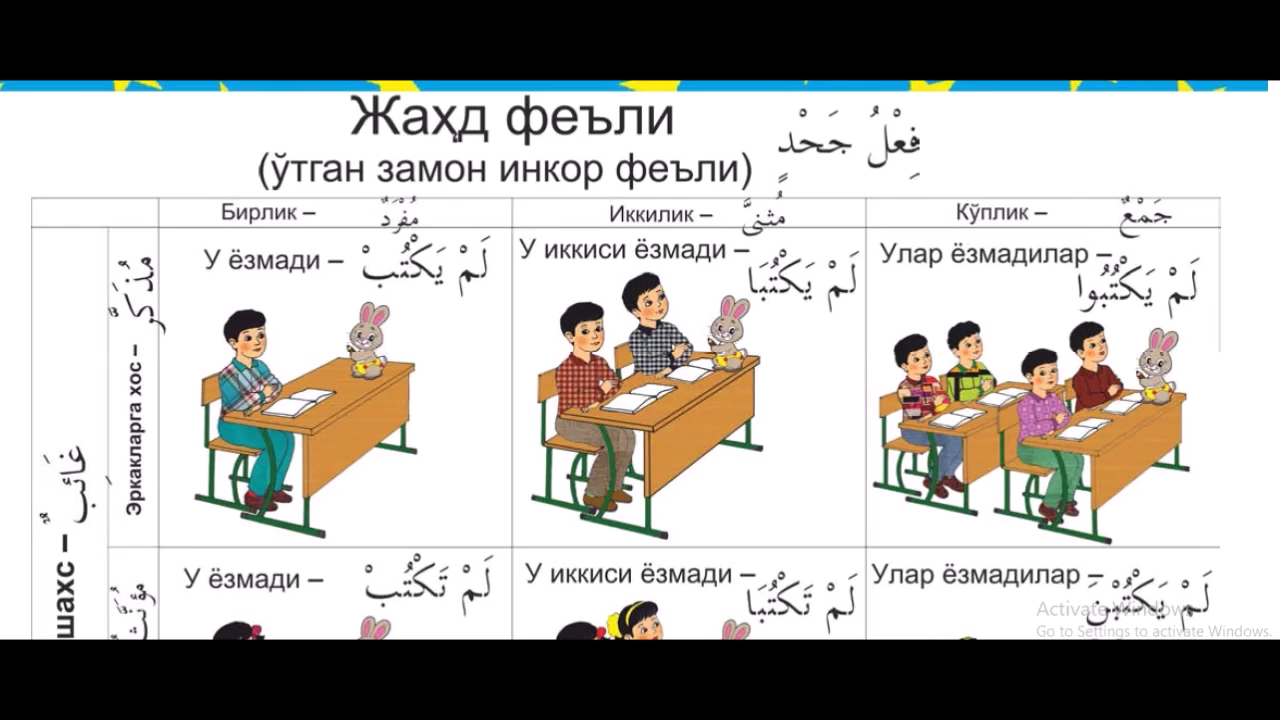 Жаҳд феъли
فِعْلُ جَحْدٍ
(ўтган замон инкор феъли)
Бирлик – مُفْرَدٌ
Иккилик – مُثَنًّى
Кўплик – جَمْعٌ
шахс – غَائِبٌ
Эркакларга хос – مُذَكَّرٌ
У ёзмади – لَمْ يَكْتُبْ
У иккиси ёзмади – لَمْ يَكْتُبَا
Улар ёзмадилар –
لَمْ يَكْتُبُوا
مُؤَنَّثٌ
У ёзмади – لَمْ تَكْتُبْ
У иккиси ёзмади – لَمْ تَكْتُبَا
Улар ёзмадилар – لَمْ يَكْتُبْنَ
Activate Windows
Go to Settings to activate Windows.